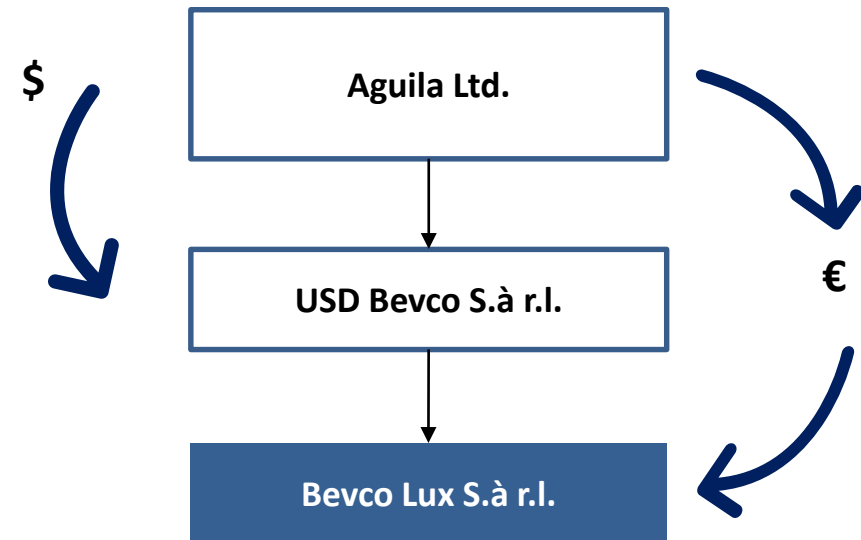 $
Aguila Ltd.
USD Bevco S.à r.l.
€
Bevco Lux S.à r.l.